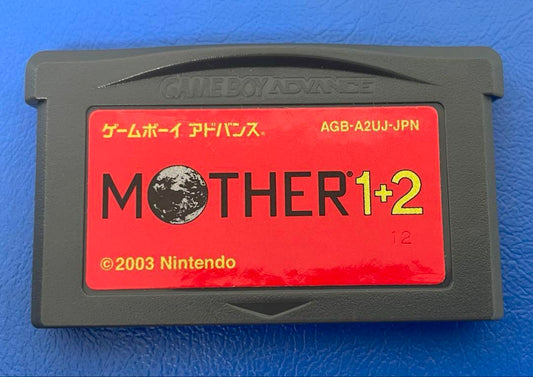 GAME BOY ADVANCE
ゲームボーイ アドバンス®
AGB-A2UJ-JPN
MOTHER® 1+2
12
©2003 Nintendo